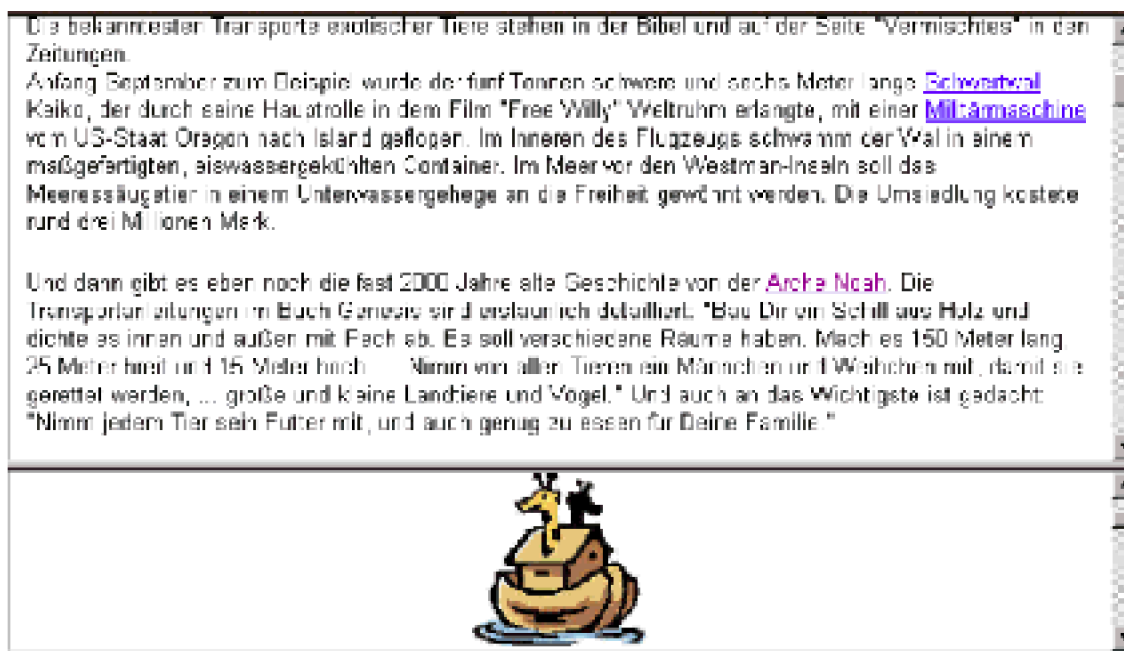 Die bekanntesten Transporte exotischer Tiere stehen in der Bibel und auf der Seite "Vermischtes" in den
Zeitungen.
Anfang September zum Beispiel wurde der fünf Tonnen schwere und sechs Meter lange Schwertwal
Keiko, der durch seine Hauptrolle in dem Film "Free Willy" Weltruhm erlangte, mit einer Militärmaschine
vom US-Staat Oregon nach Island geflogen. Im Inneren des Flugzeugs schwamm der Wal in einem
maßgefertigten, eiswassergekühlten Container. Im Meer vor den Westman-Inseln soll das
Meeressäugetier in einem Unterwassergehege an die Freiheit gewöhnt werden. Die Umsiedlung kostete
rund drei Millionen Mark.
Und dann gibt es eben noch die fast 2000 Jahre alte Geschichte von der Arche Noah. Die
Transportanleitungen im Buch Genesis sind erstaunlich detailliert: "Bau Dir ein Schiff aus Holz und
dichte es innen und außen mit Pech ab. Es soll verschiedene Räume haben. Mach es 150 Meter lang,
25 Meter breit und 15 Meter hoch ... Nimm von allen Tieren ein Männchen und Weibchen mit, damit sie
gerettet werden, ... große und kleine Landtiere und Vögel." Und auch an das Wichtigste ist gedacht:
"Nimm jedem Tier sein Futter mit, und auch genug zu essen für Deine Familie."